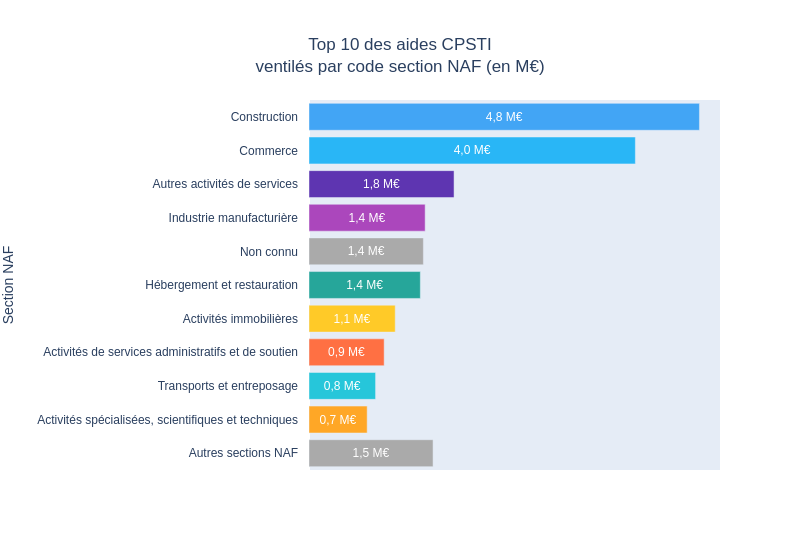 Top 10 des aides CPSTI
ventilés par code section NAF (en M€)
Section NAF
Construction 4,8 M€
Commerce 4,0 M€
Autres activités de services 1,8 M€
Industrie manufacturière 1,4 M€
Non connu 1,4 M€
Hébergement et restauration 1,4 M€
Activités immobilières 1,1 M€
Activités de services administratifs et de soutien 0,9 M€
Transports et entreposage 0,8 M€
Activités spécialisées, scientifiques et techniques 0,7 M€
Autres sections NAF 1,5 M€